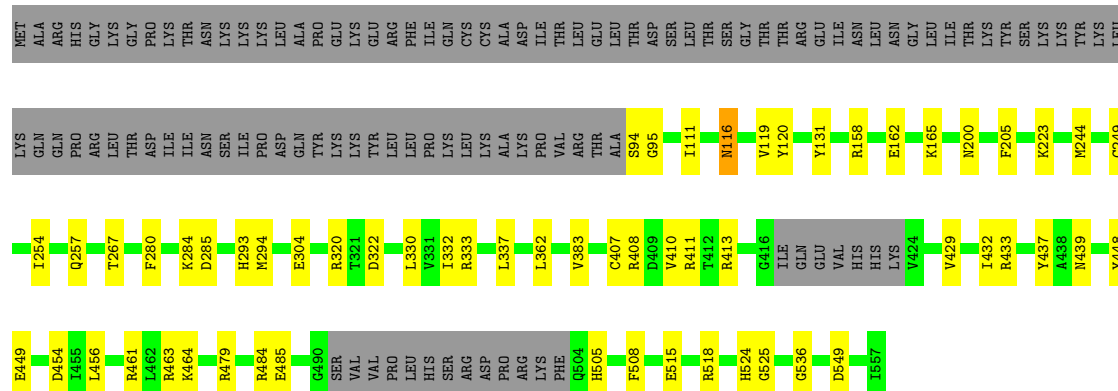 MET ALA ARG HIS GLY LYS GLY PRO LYS THR ASN LYS LYS LYS LEU ALA PRO GLU LYS GLU ARG PHE ILE GLN CYS CYS ALA ASP ILE THR LEU GLU LEU THR ASP SER LEU THR SER GLY THR THR ARG GLU ILE ASN LEU ASN GLY LEU ILE THR LYS TYR SER LYS LYS TYR LYS LEU
LYS GLN GLN PRO ARG LEU THR ASP ILE ILE ASN SER ILE PRO ASP GLN TYR LYS LYS TYR LEU LEU PRO LYS LEU LYS ALA LYS PRO VAL ARG THR ALA S94 G95 I111 N116 V119 Y120 Y131 R158 E162 K165 N200 F205 K223 M244
I254 Q257 T267 F280 K284 D285 H293 M294 E304 R320 T321 D322 L330 V331 I332 R333 L337 L362 V383 C407 R408 D409 V410 R411 T412 R413 G416 ILE GLN GLU VAL HIS HIS LYS V424 V429 I432 R433 Y437 A438 N439
E449 D454 I455 L456 R461 L462 R463 K464 R479 R484 E485 G490 SER VAL VAL PRO LEU HIS SER ARG ASP PRO ARG LYS PHE Q504 H505 F508 E515 R518 H524 G525 G536 D549 I557